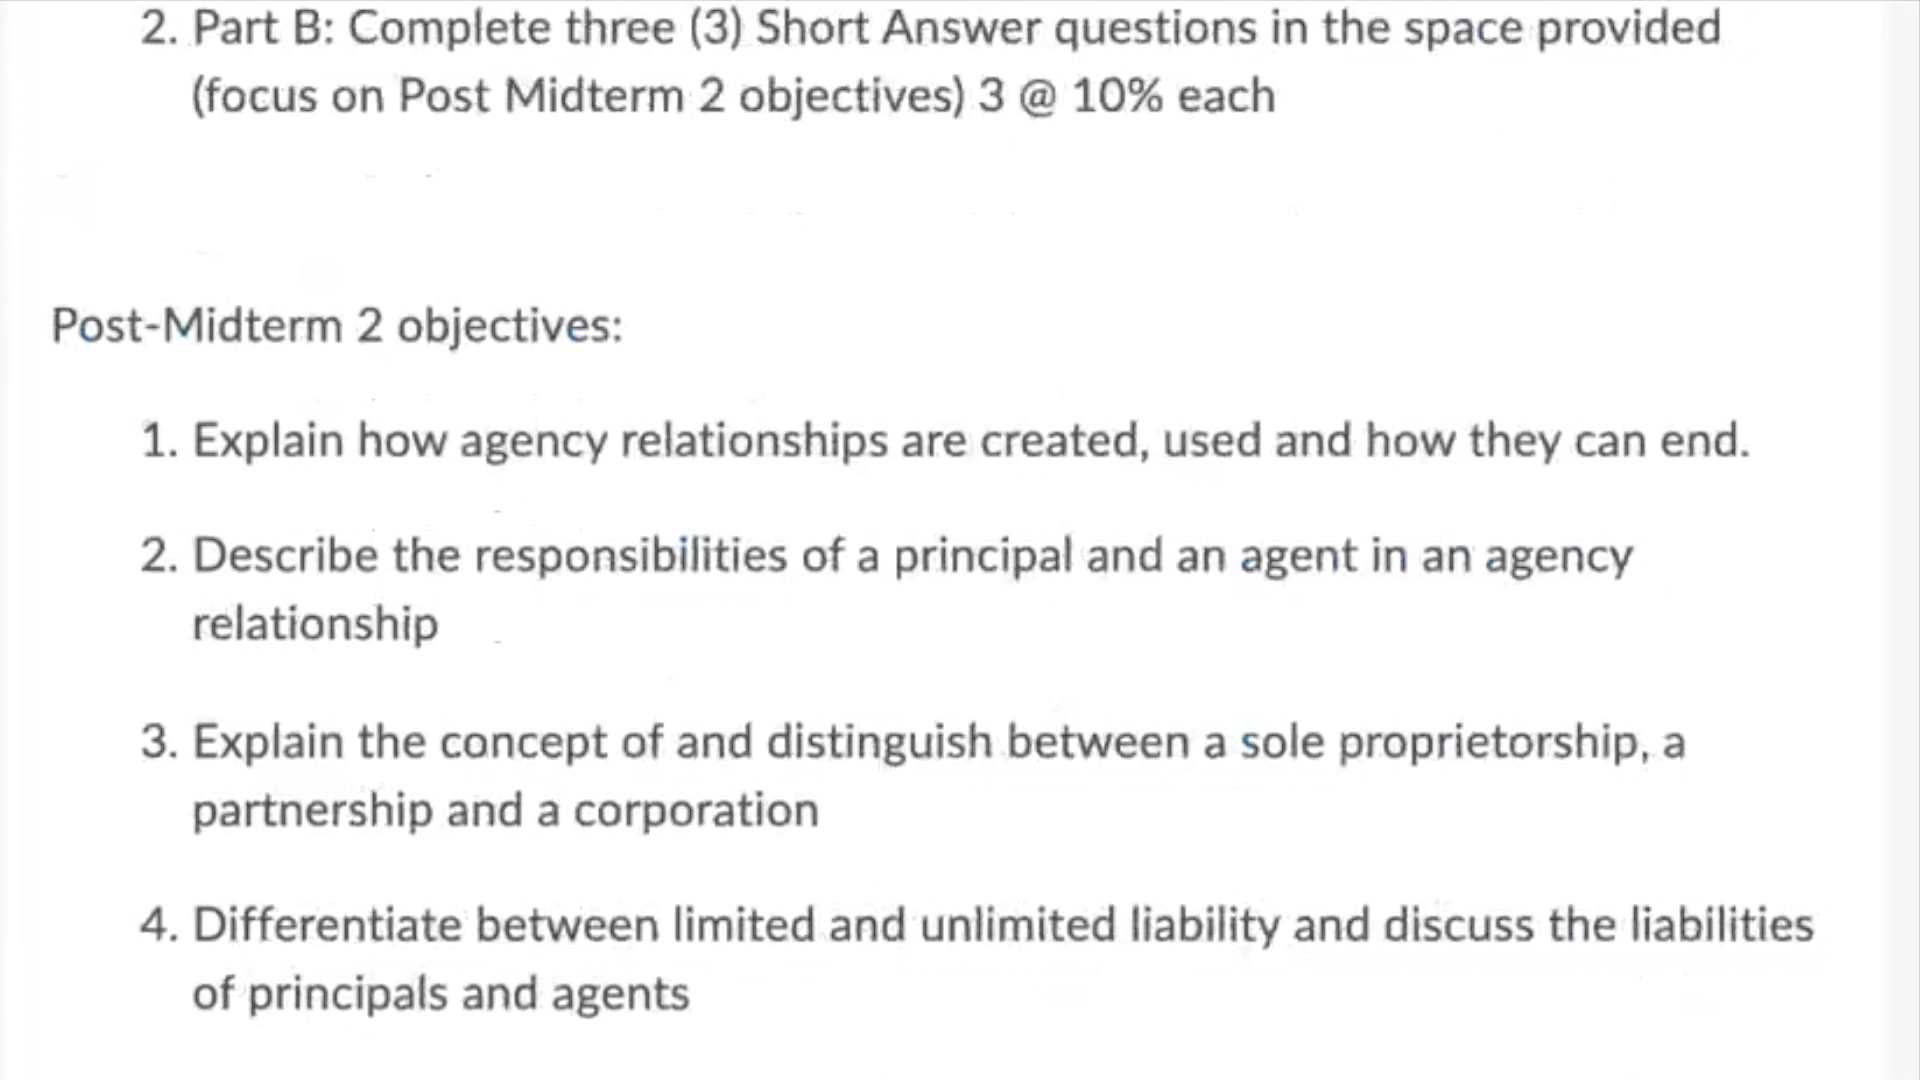 2. Part B: Complete three (3) Short Answer questions in the space provided
(focus on Post Midterm 2 objectives) 3 @ 10% each
Post-Midterm 2 objectives:
1. Explain how agency relationships are created, used and how they can end.
2. Describe the responsibilities of a principal and an agent in an agency
relationship
3. Explain the concept of and distinguish between a sole proprietorship, a
partnership and a corporation
4. Differentiate between limited and unlimited liability and discuss the liabilities
of principals and agents